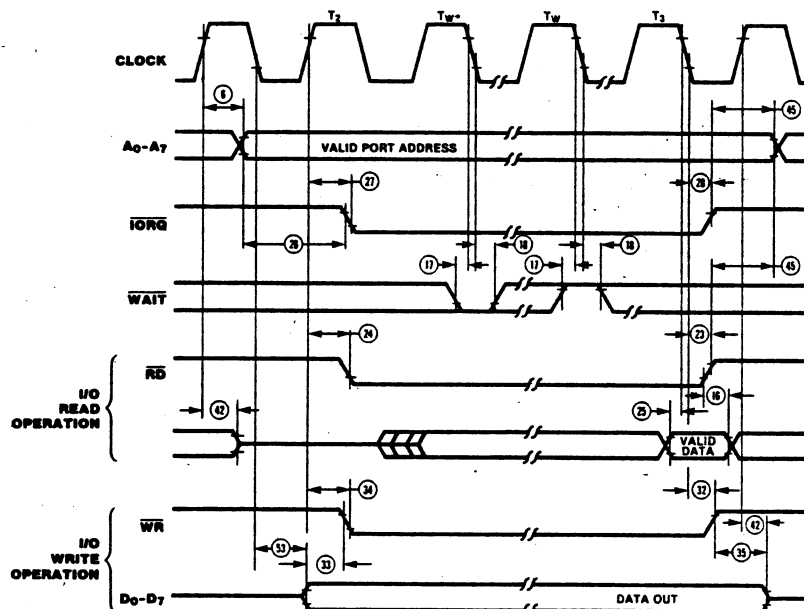 T2 TW* TW T3
CLOCK
6 45
A0-A7 VALID PORT ADDRESS
27 28
IORQ
26
17 18 17 18 45
WAIT
24 23
RD
I/O
READ
OPERATION
42 25 16
VALID
DATA
34 32
WR
I/O
WRITE
OPERATION
53 33 42 35
D0-D7 DATA OUT